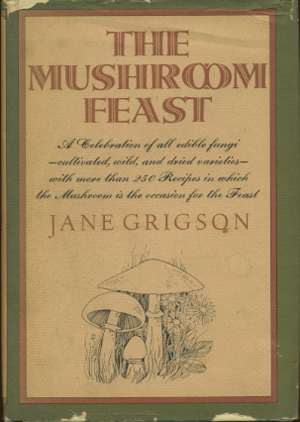 THE
MUSHROOM
FEAST
A Celebration of all edible fungi
—cultivated, wild, and dried varieties—
with more than 250 Recipes in which
the Mushroom is the occasion for the Feast
JANE GRIGSON